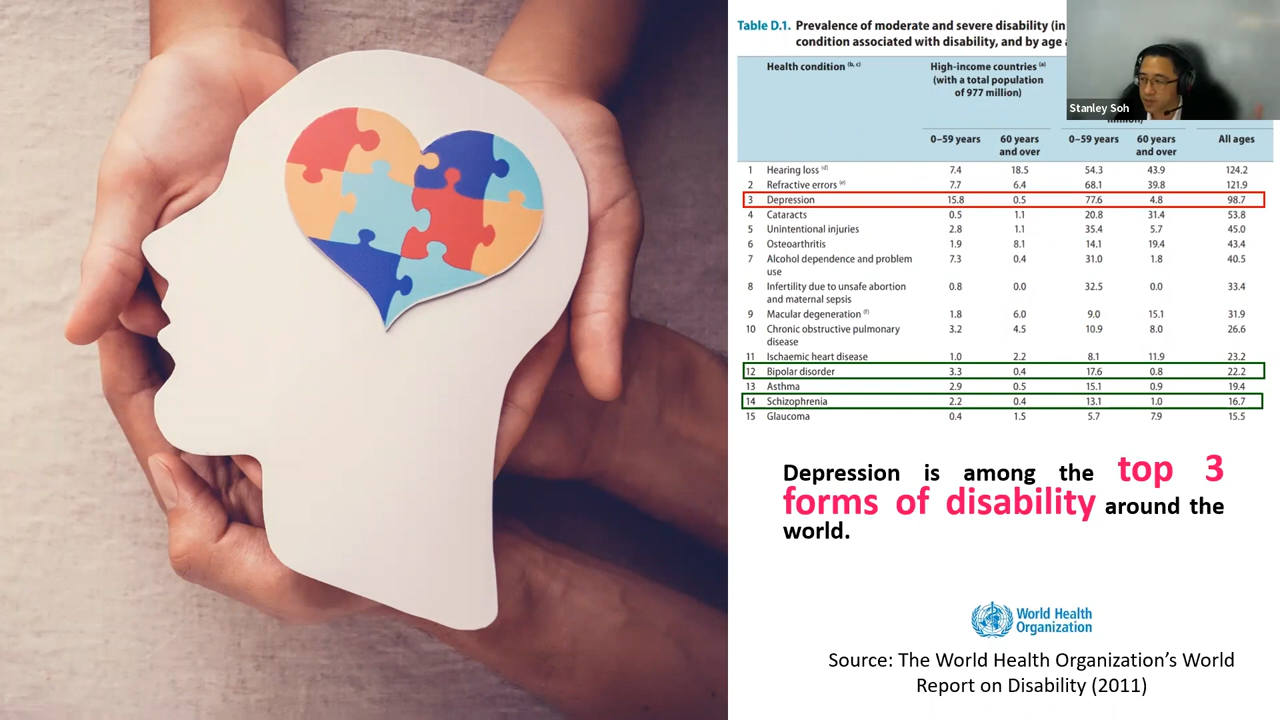 Table D.1. Prevalence of moderate and severe disability (in
condition associated with disability, and by age
Stanley Soh
Health condition (b, c)
High-income countries (a)
(with a total population
of 977 million)
0–59 years
60 years
and over
0–59 years
60 years
and over
All ages
1 Hearing loss (d) 7.4 18.5 54.3 43.9 124.2
2 Refractive errors (e) 7.7 6.4 68.1 39.8 121.9
3 Depression 15.8 0.5 77.6 4.8 98.7
4 Cataracts 0.5 1.1 20.8 31.4 53.8
5 Unintentional injuries 2.8 1.1 35.4 5.7 45.0
6 Osteoarthritis 1.9 8.1 14.1 19.4 43.4
7 Alcohol dependence and problem 7.3 0.4 31.0 1.8 40.5
use
8 Infertility due to unsafe abortion 0.8 0.0 32.5 0.0 33.4
and maternal sepsis
9 Macular degeneration (f) 1.8 6.0 9.0 15.1 31.9
10 Chronic obstructive pulmonary 3.2 4.5 10.9 8.0 26.6
disease
11 Ischaemic heart disease 1.0 2.2 8.1 11.9 23.2
12 Bipolar disorder 3.3 0.4 17.6 0.8 22.2
13 Asthma 2.9 0.5 15.1 0.9 19.4
14 Schizophrenia 2.2 0.4 13.1 1.0 16.7
15 Glaucoma 0.4 1.5 5.7 7.9 15.5
Depression is among the top 3
forms of disability around the
world.
World Health
Organization
Source: The World Health Organization’s World
Report on Disability (2011)